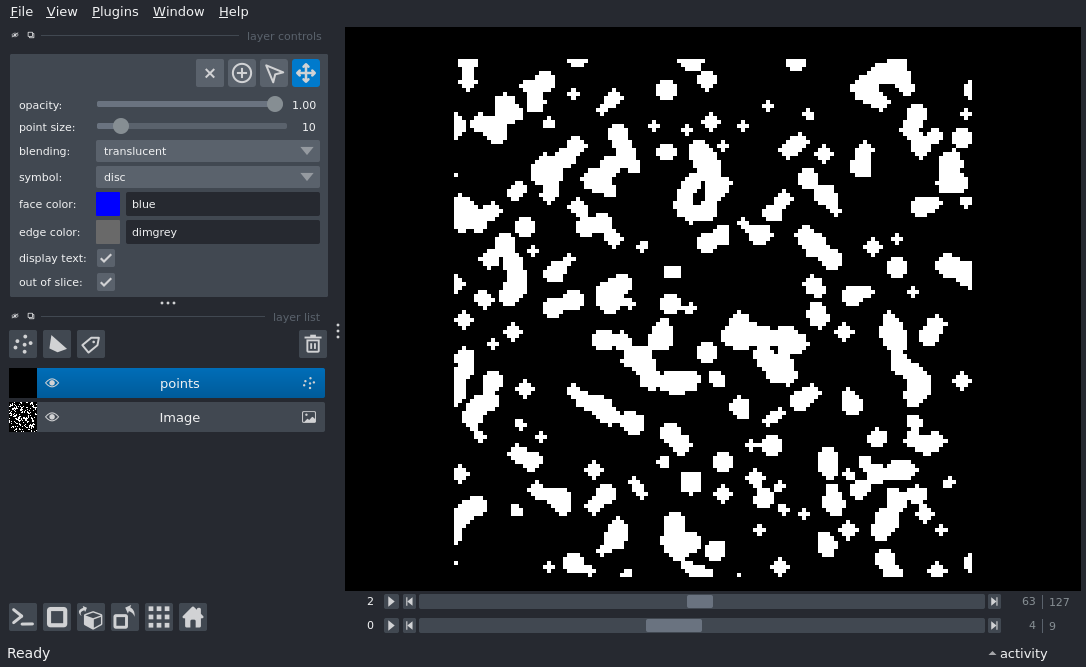 File View Plugins Window Help
layer controls
opacity: 1.00
point size: 10
blending: translucent
symbol: disc
face color: blue
edge color: dimgrey
display text:
out of slice:
layer list
points
Image
2 63 127
0 4 9
Ready activity